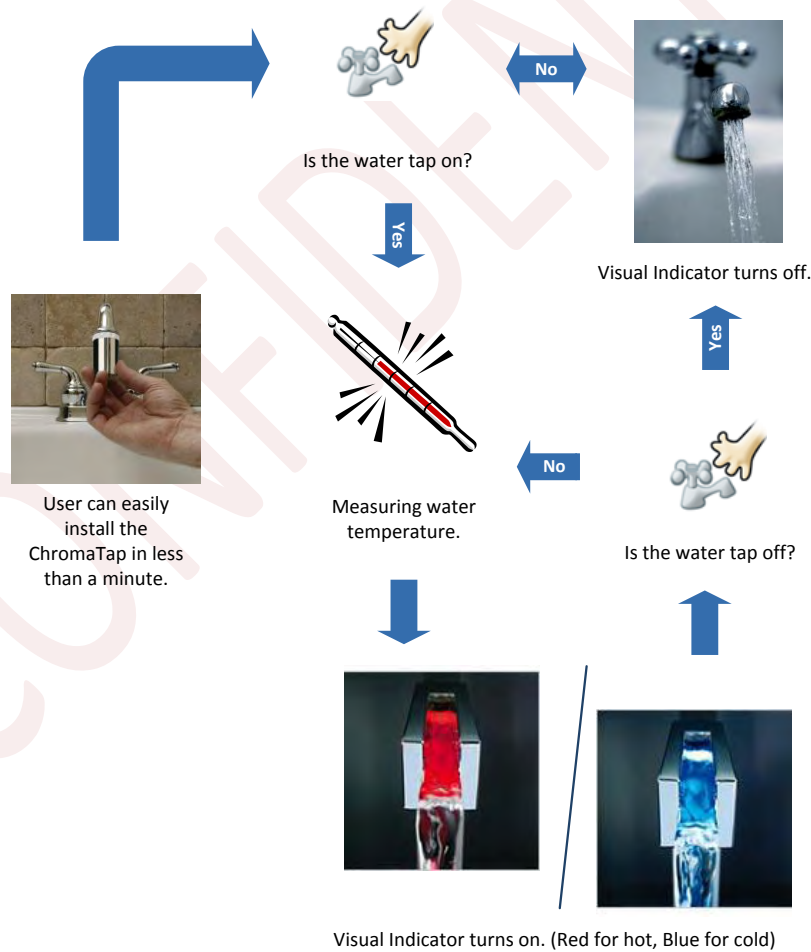 No
Is the water tap on?
Yes
Visual Indicator turns off.
Yes
User can easily
install the
ChromaTap in less
than a minute.
Measuring water
temperature.
No
Is the water tap off?
Visual Indicator turns on. (Red for hot, Blue for cold)
CONFIDENT